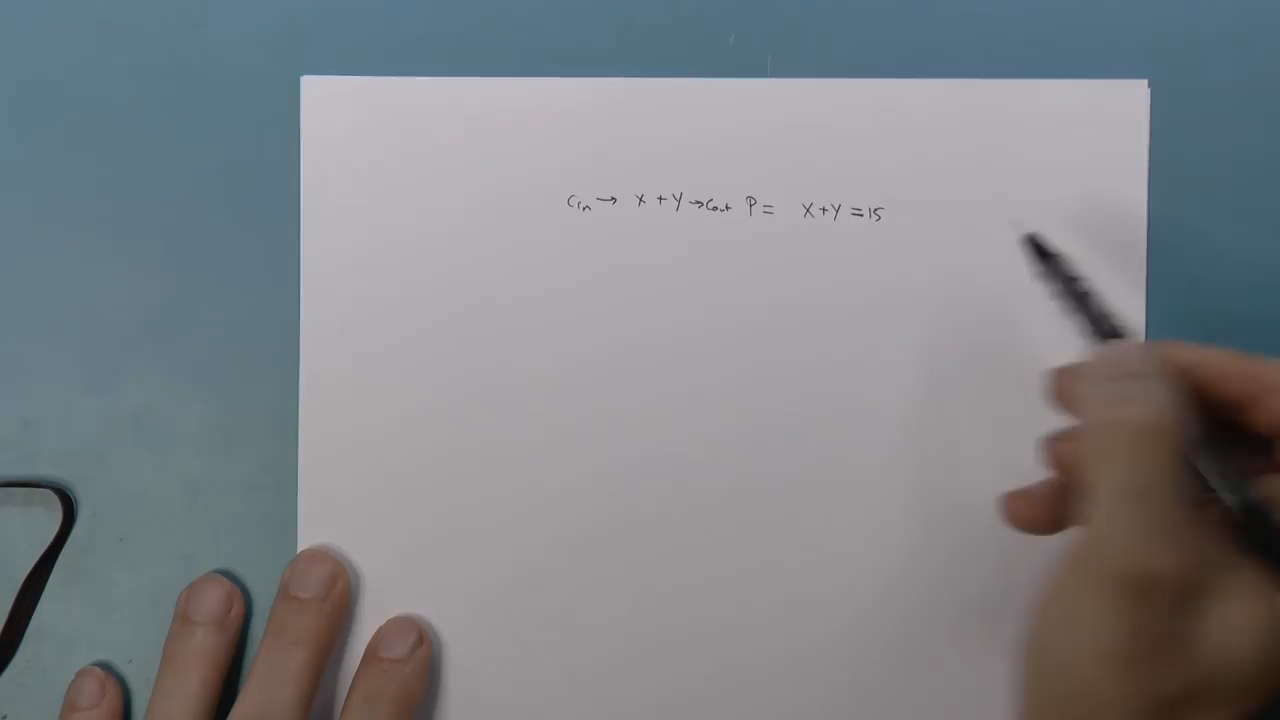 Cin → X + Y → Cout P = X + Y = 15